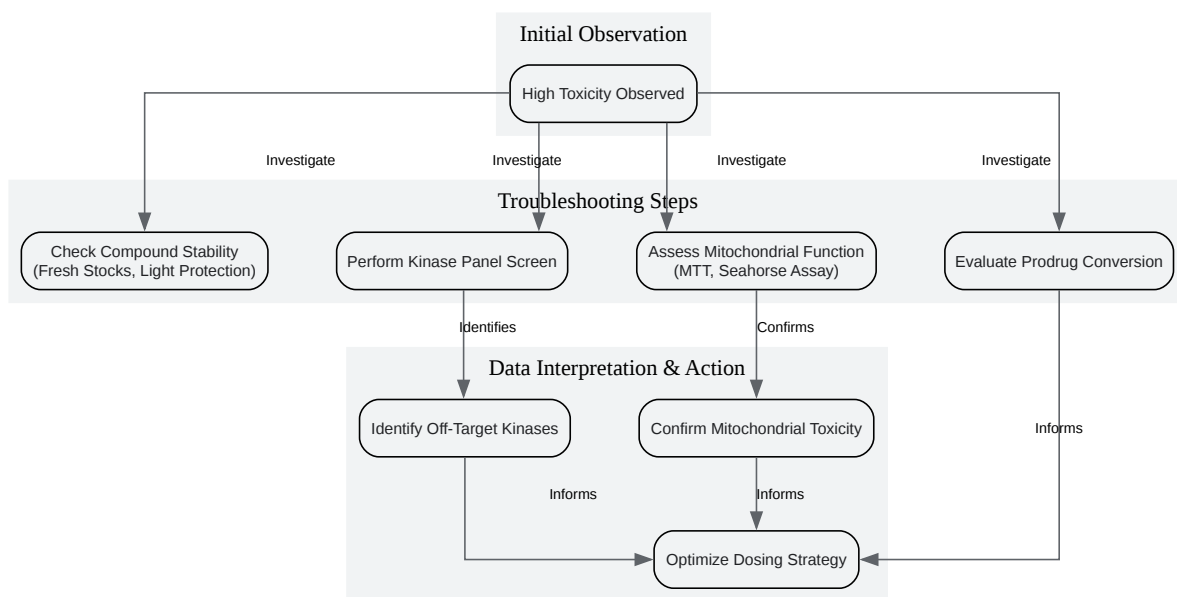 Initial Observation
High Toxicity Observed
Investigate
Investigate
Investigate
Investigate
Troubleshooting Steps
Check Compound Stability
(Fresh Stocks, Light Protection)
Perform Kinase Panel Screen
Assess Mitochondrial Function
(MTT, Seahorse Assay)
Evaluate Prodrug Conversion
Identifies
Confirms
Data Interpretation & Action
Identify Off-Target Kinases
Confirm Mitochondrial Toxicity
Informs
Informs
Informs
Optimize Dosing Strategy